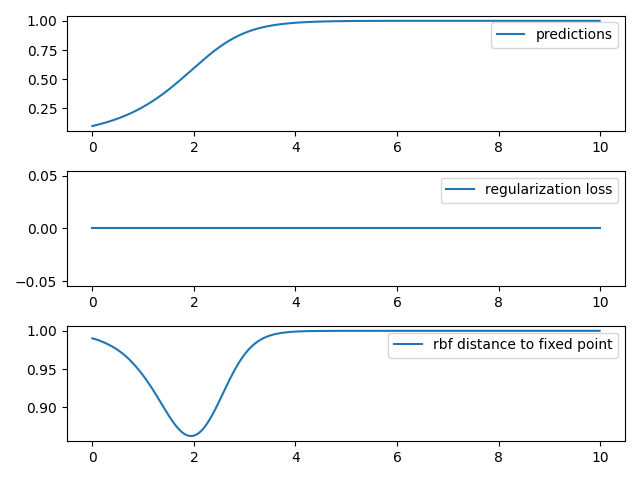 1.00
0.75
0.50
0.25
predictions
0 2 4 6 8 10
0.05
0.00
−0.05
regularization loss
0 2 4 6 8 10
1.00
0.95
0.90
rbf distance to fixed point
0 2 4 6 8 10